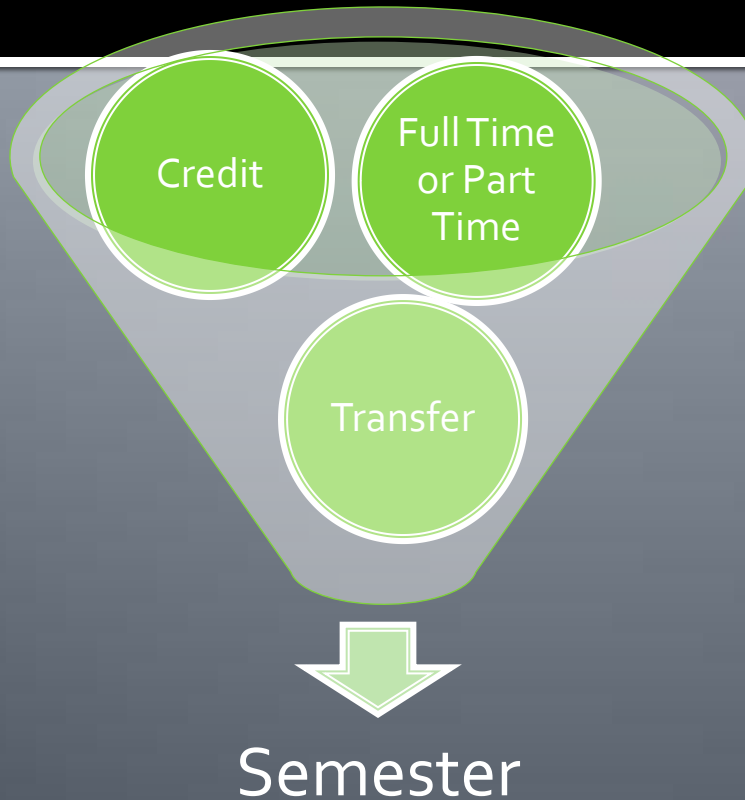 Credit
Full Time
or Part
Time
Transfer
Semester